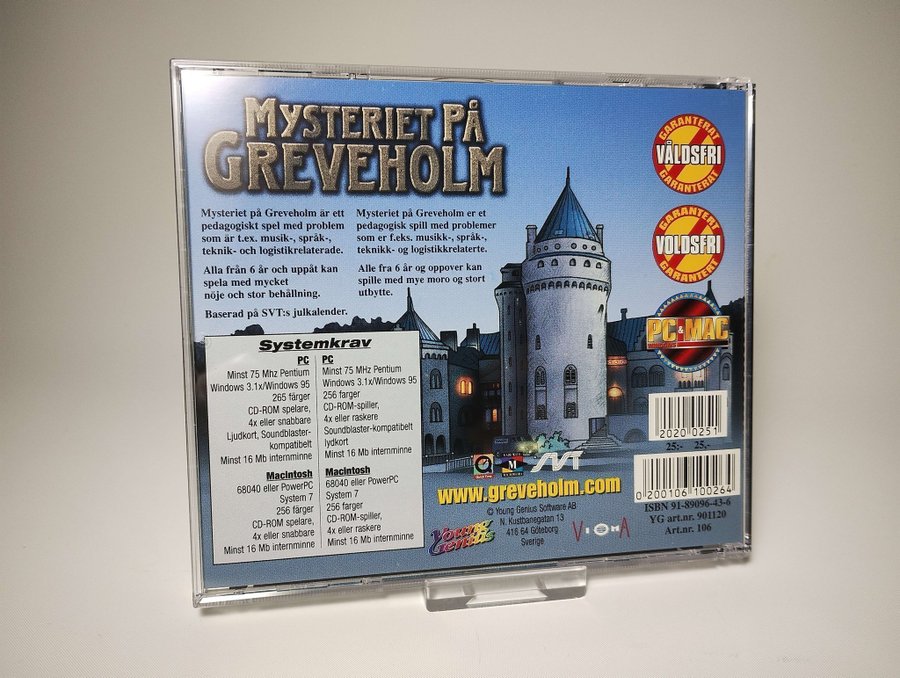 MYSTERIET PÅ
GREVEHOLM
Mysteriet på Greveholm är ett
pedagogiskt spel med problem
som är t.ex. musik-, språk-,
teknik- och logistikrelaterade.
Alla från 6 år och uppåt kan
spela med mycket
nöje och stor behållning.
Baserad på SVT:s julkalender.
Mysteriet på Greveholm er et
pedagogisk spill med problemer
som er f.eks. musikk-, språk-,
teknikk- og logistikkrelaterte.
Alle fra 6 år og oppover kan
spille med mye moro og stort
utbytte.
GARANTERAT
VÅLDSFRI
GARANTERAT
GARANTERT
VOLDSFRI
GARANTERT
PC & MAC
Systemkrav
PC
Minst 75 Mhz Pentium
Windows 3.1x/Windows 95
265 färger
CD-ROM spelare,
4x eller snabbare
Ljudkort, Soundblaster-
kompatibelt
Minst 16 Mb internminne
Macintosh
68040 eller PowerPC
System 7
256 färger
CD-ROM spelare,
4x eller snabbare
Minst 16 Mb internminne
PC
Minst 75 Mhz Pentium
Windows 3.1x/Windows 95
256 farger
CD-ROM-spiller,
4x eller raskere
Soundblaster-kompatibelt
lydkort
Minst 16 Mb internminne
Macintosh
68040 eller PowerPC
System 7
256 farger
CD-ROM-spiller,
4x eller raskere
Minst 16 Mb internminne
SVT
www.greveholm.com
© Young Genius Software AB
N. Kustbanegatan 13
416 64 Göteborg
Sverige
Young
Genius
VIOMA
2020 0251
25:- 25:-
0 200106 100264
ISBN 91-89096-43-6
YG art.nr. 901120
Art.nr. 106